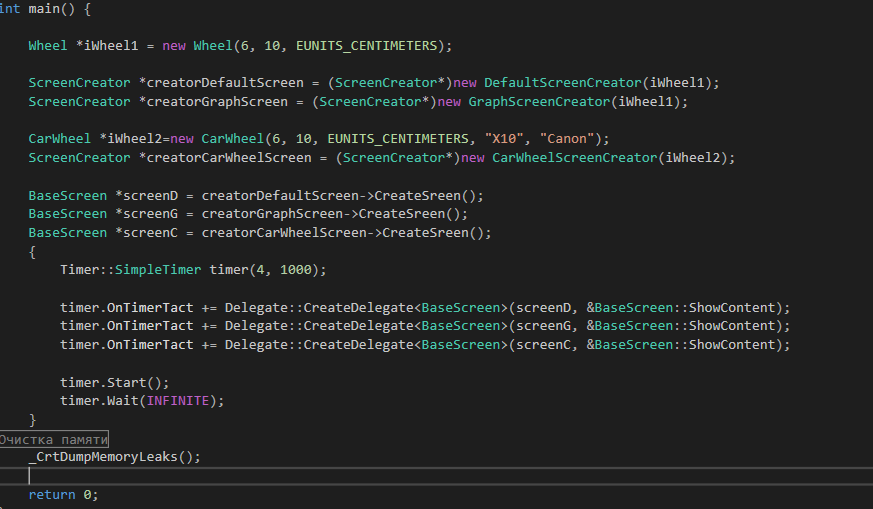 int main() {
Wheel *iWheel1 = new Wheel(6, 10, EUNITS_CENTIMETERS);
ScreenCreator *creatorDefaultScreen = (ScreenCreator*)new DefaultScreenCreator(iWheel1);
ScreenCreator *creatorGraphScreen = (ScreenCreator*)new GraphScreenCreator(iWheel1);
CarWheel *iWheel2=new CarWheel(6, 10, EUNITS_CENTIMETERS, "X10", "Canon");
ScreenCreator *creatorCarWheelScreen = (ScreenCreator*)new CarWheelScreenCreator(iWheel2);
BaseScreen *screenD = creatorDefaultScreen->CreateSreen();
BaseScreen *screenG = creatorGraphScreen->CreateSreen();
BaseScreen *screenC = creatorCarWheelScreen->CreateSreen();
{
Timer::SimpleTimer timer(4, 1000);
timer.OnTimerTact += Delegate::CreateDelegate<BaseScreen>(screenD, &BaseScreen::ShowContent);
timer.OnTimerTact += Delegate::CreateDelegate<BaseScreen>(screenG, &BaseScreen::ShowContent);
timer.OnTimerTact += Delegate::CreateDelegate<BaseScreen>(screenC, &BaseScreen::ShowContent);
timer.Start();
timer.Wait(INFINITE);
}
Очистка памяти
_CrtDumpMemoryLeaks();
return 0;